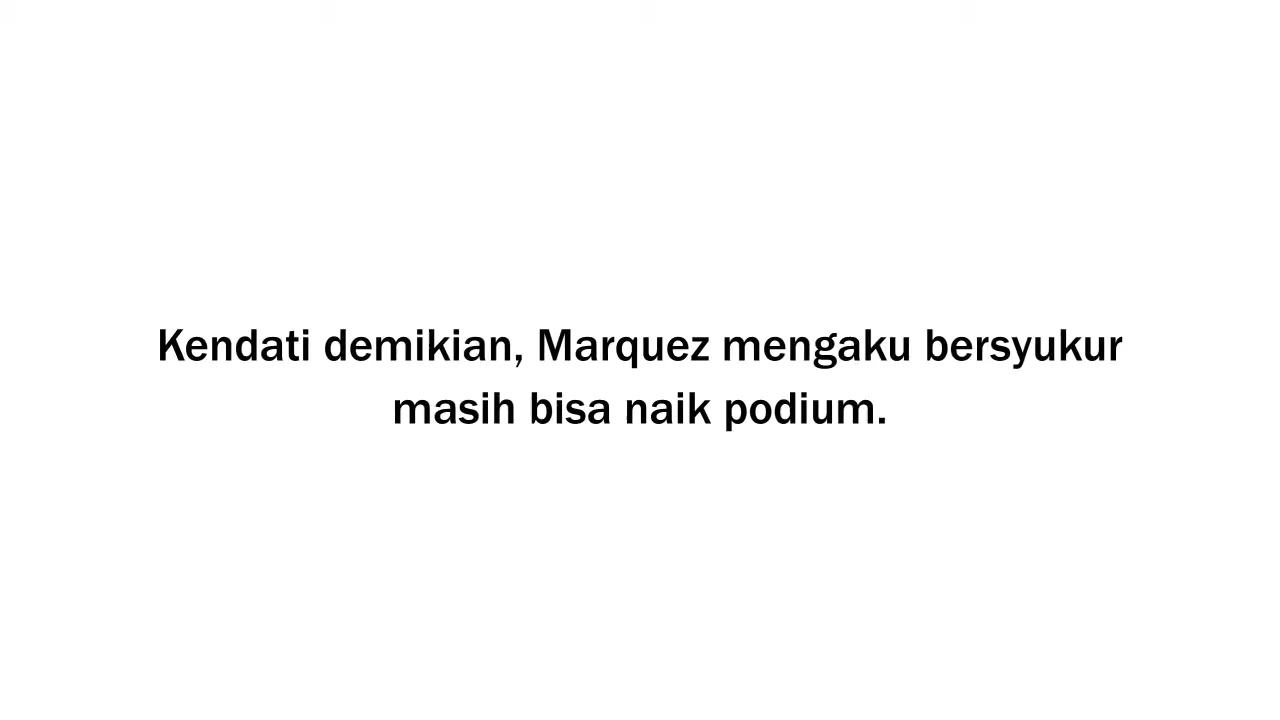 Kendati demikian, Marquez mengaku bersyukur
masih bisa naik podium.